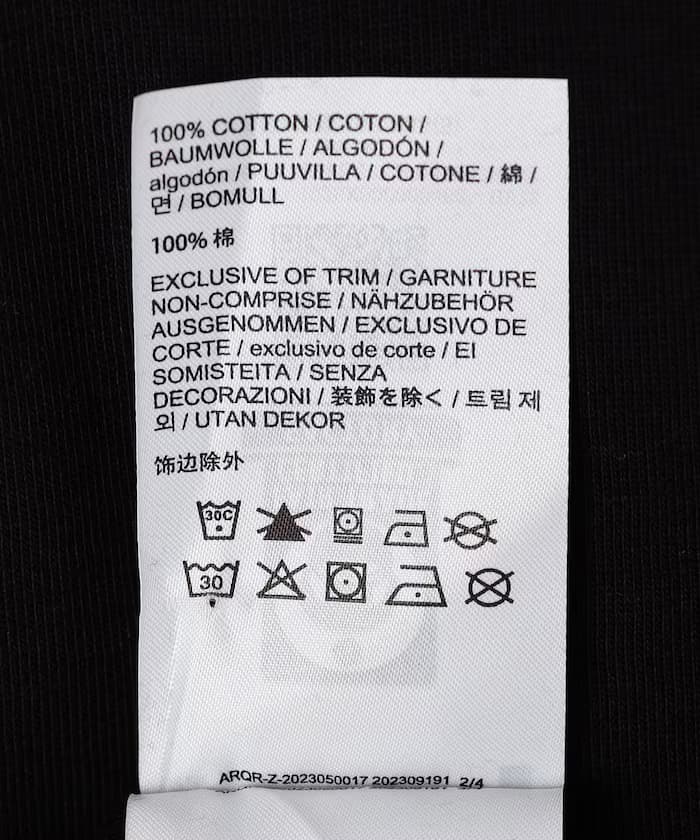 100% COTTON / COTON /
BAUMWOLLE / ALGODÓN /
algodón / PUUVILLA / COTONE / 綿 /
면 / BOMULL
100% 棉
EXCLUSIVE OF TRIM / GARNITURE
NON-COMPRISE / NÄHZUBEHÖR
AUSGENOMMEN / EXCLUSIVO DE
CORTE / exclusivo de corte / EI
SOMISTEITA / SENZA
DECORAZIONI / 装飾を除く / 트림 제
외 / UTAN DEKOR
饰边除外
30C
30
ARQR-Z-2023050017 202309191 2/4